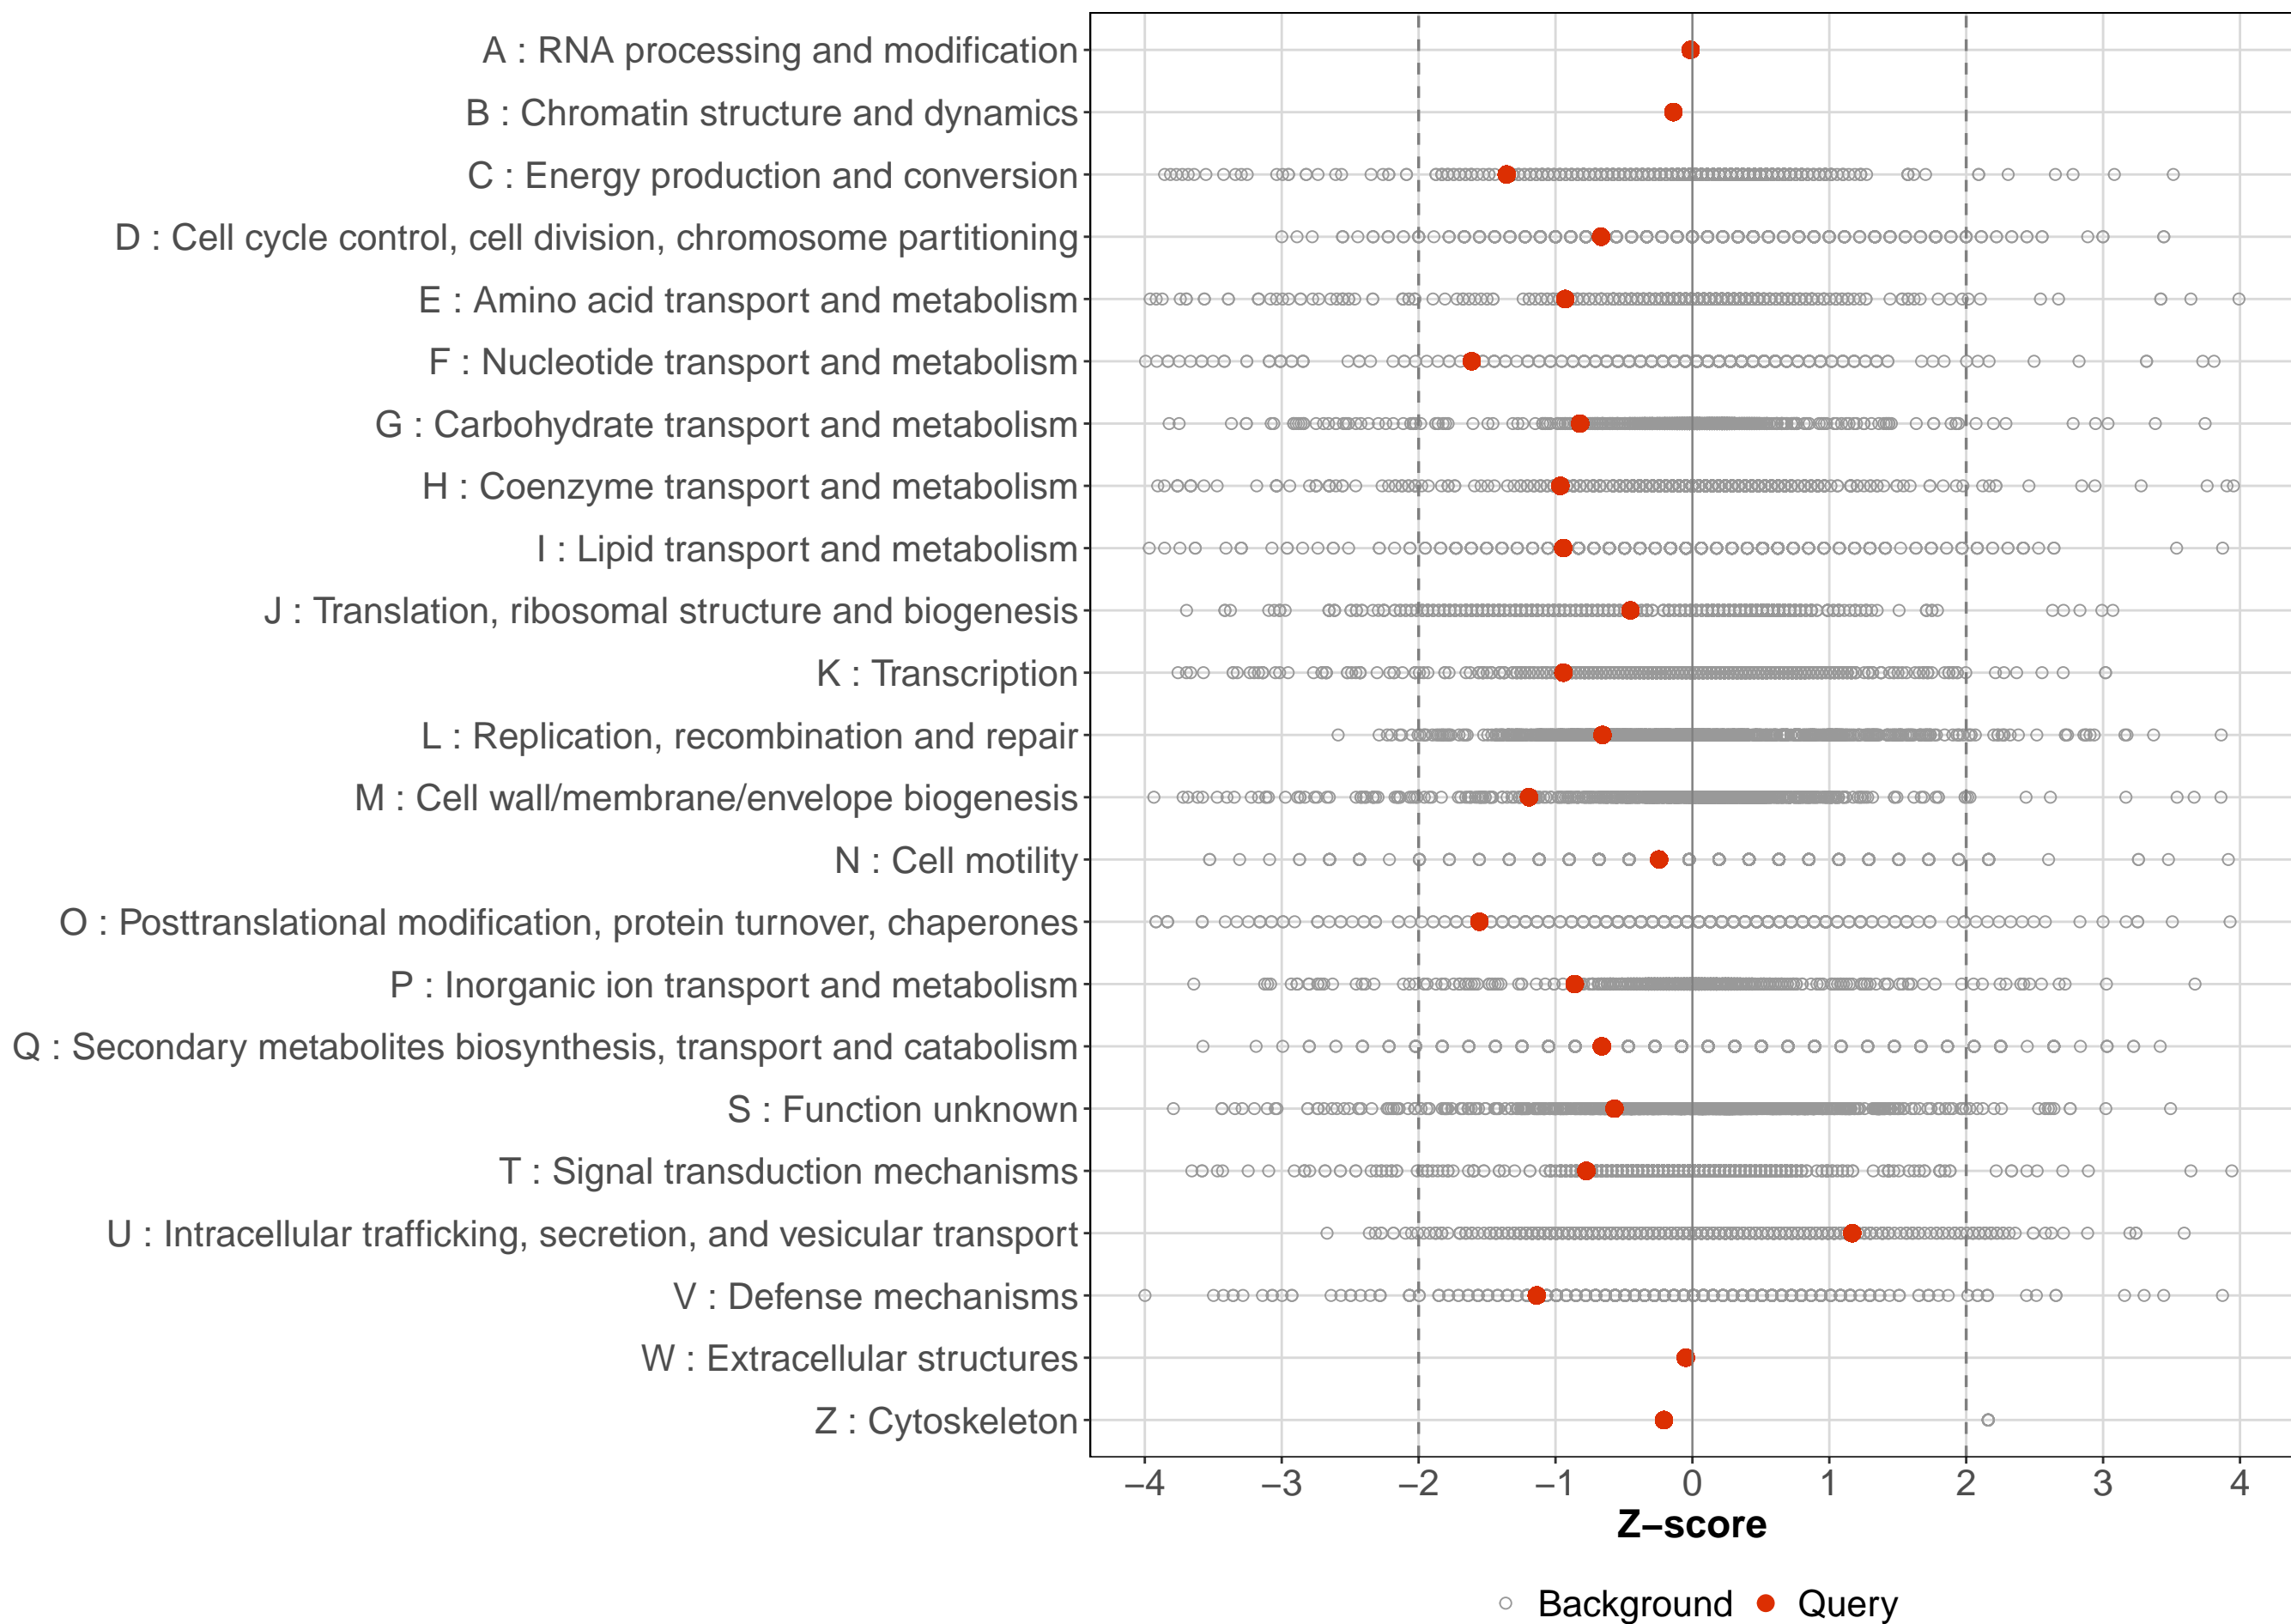 A : RNA processing and modification
B : Chromatin structure and dynamics
C : Energy production and conversion
D : Cell cycle control, cell division, chromosome partitioning
E : Amino acid transport and metabolism
F : Nucleotide transport and metabolism
G : Carbohydrate transport and metabolism
H : Coenzyme transport and metabolism
I : Lipid transport and metabolism
J : Translation, ribosomal structure and biogenesis
K : Transcription
L : Replication, recombination and repair
M : Cell wall/membrane/envelope biogenesis
N : Cell motility
O : Posttranslational modification, protein turnover, chaperones
P : Inorganic ion transport and metabolism
Q : Secondary metabolites biosynthesis, transport and catabolism
S : Function unknown
T : Signal transduction mechanisms
U : Intracellular trafficking, secretion, and vesicular transport
V : Defense mechanisms
W : Extracellular structures
Z : Cytoskeleton
−4 −3 −2 −1 0 1 2 3 4
Z−score
Background Query